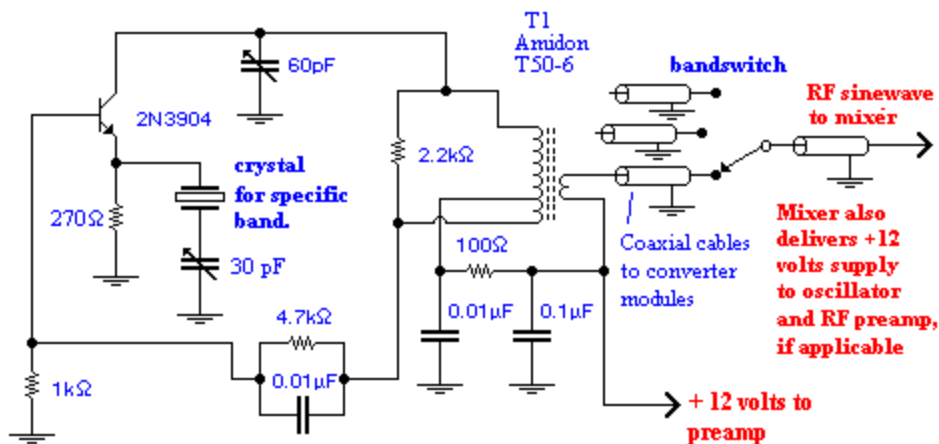 T1
Amidon
T50-6
60pF
bandswitch
RF sinewave
to mixer
2N3904
2.2kΩ
crystal
for specific
band.
270Ω
30 pF
100Ω
Coaxial cables
to converter
modules
Mixer also
delivers +12
volts supply
to oscillator
and RF preamp,
if applicable
0.01µF
0.1µF
4.7kΩ
0.01µF
1kΩ
+ 12 volts to
preamp